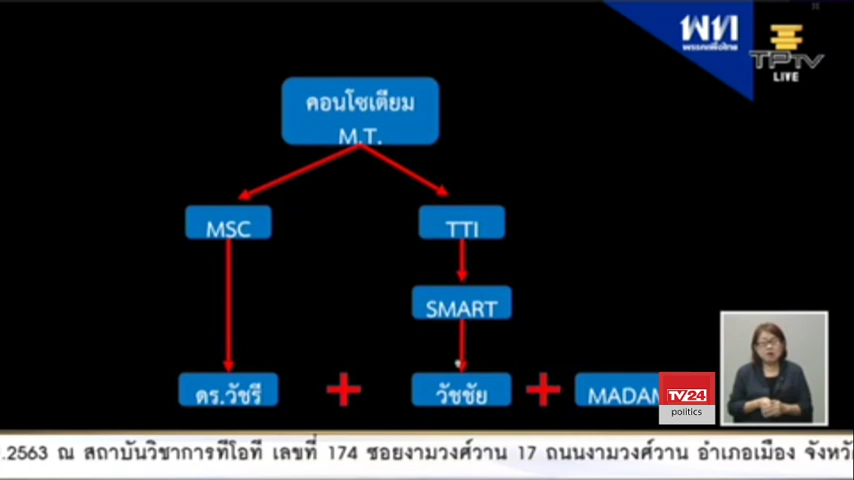 พท
พรรคเพื่อไทย
TPTV
LIVE
คอนโซเตียม
M.T.
MSC
TTI
SMART
ดร.วัชรี
+
วัชชัย
+
MADAM
TV24
politics
.2563 ณ สถาบันวิชาการทีโอที เลขที่ 174 ซอยงามวงศ์วาน 17 ถนนงามวงศ์วาน อำเภอเมือง จังหวั